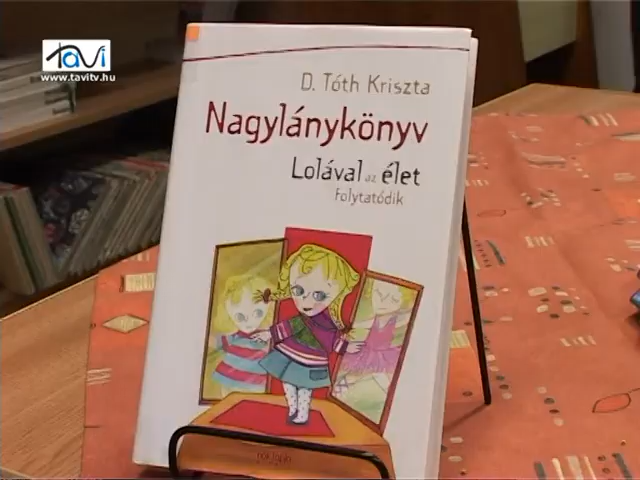 TaVi
www.tavitv.hu
D. Tóth Kriszta
Nagylánykönyv
Lolával az élet
folytatódik